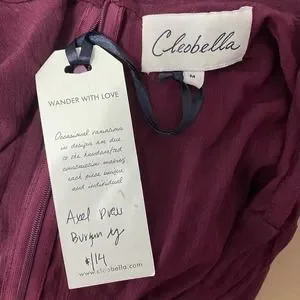 Cleobella
M
WANDER WITH LOVE
Occasional variations
in designs are due
to the handcrafted
construction making
each piece unique
and individual
Axel Dress
Burgundy
www.cleobella.com